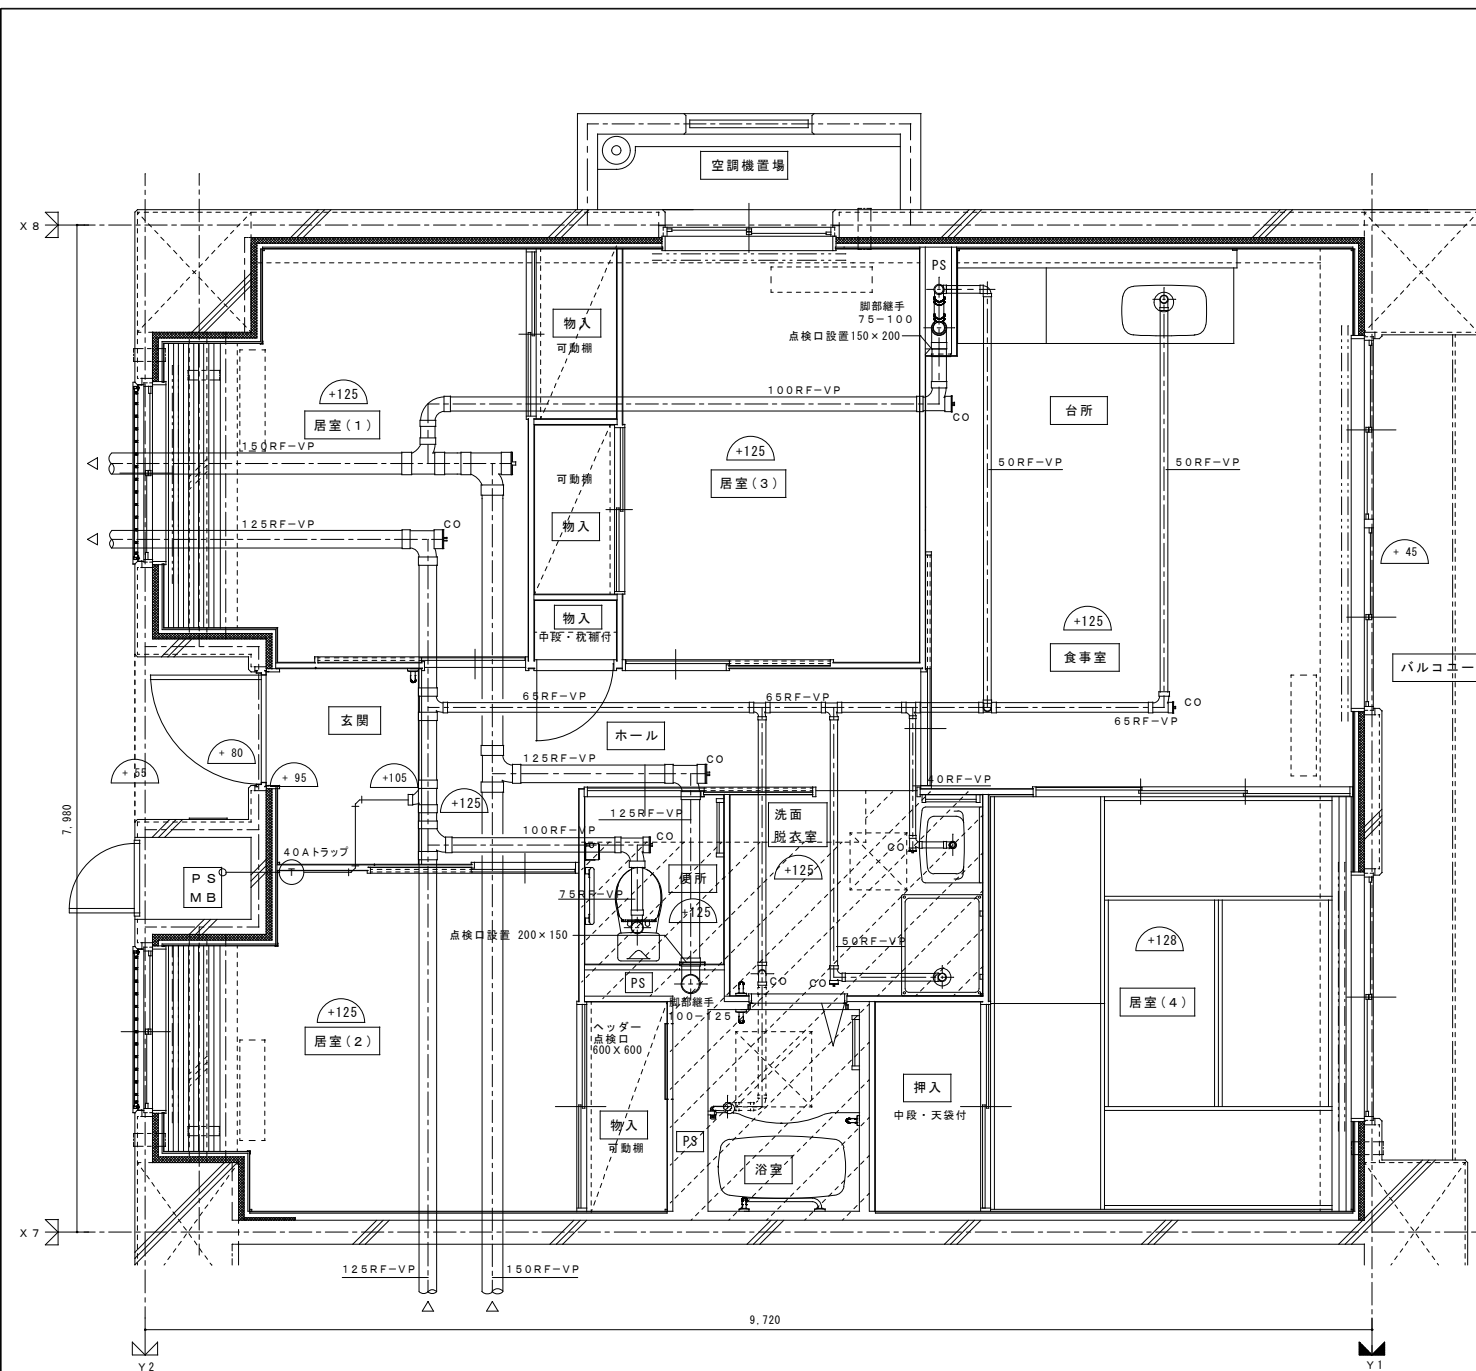 空調機置場
X8
PS
脚部継手
75-100
点検口設置150×200
物入
可動棚
+125
居室(1)
100RF-VP
CO
台所
150RF-VP
+125
居室(3)
可動棚
物入
50RF-VP
50RF-VP
125RF-VP
CO
+ 45
物入
中段・枕棚付
+125
食事室
バルコニー
65RF-VP
65RF-VP
CO
65RF-VP
玄関
ホール
+ 80
+ 55
+ 95
+105
+125
125RF-VP
CO
40RF-VP
7,980
125RF-VP
洗面
脱衣室
100RF-VP
CO
CO
40Aトラップ
T
PS
MB
+125
便所
75RF-VP
+125
点検口設置 200×150
50RF-VP
+128
居室(4)
PS
CO
CO
脚部継手
100-125
+125
居室(2)
ヘッダー
点検口
600X600
押入
中段・天袋付
物入
可動棚
PS
浴室
X7
125RF-VP
150RF-VP
9,720
Y2
Y1